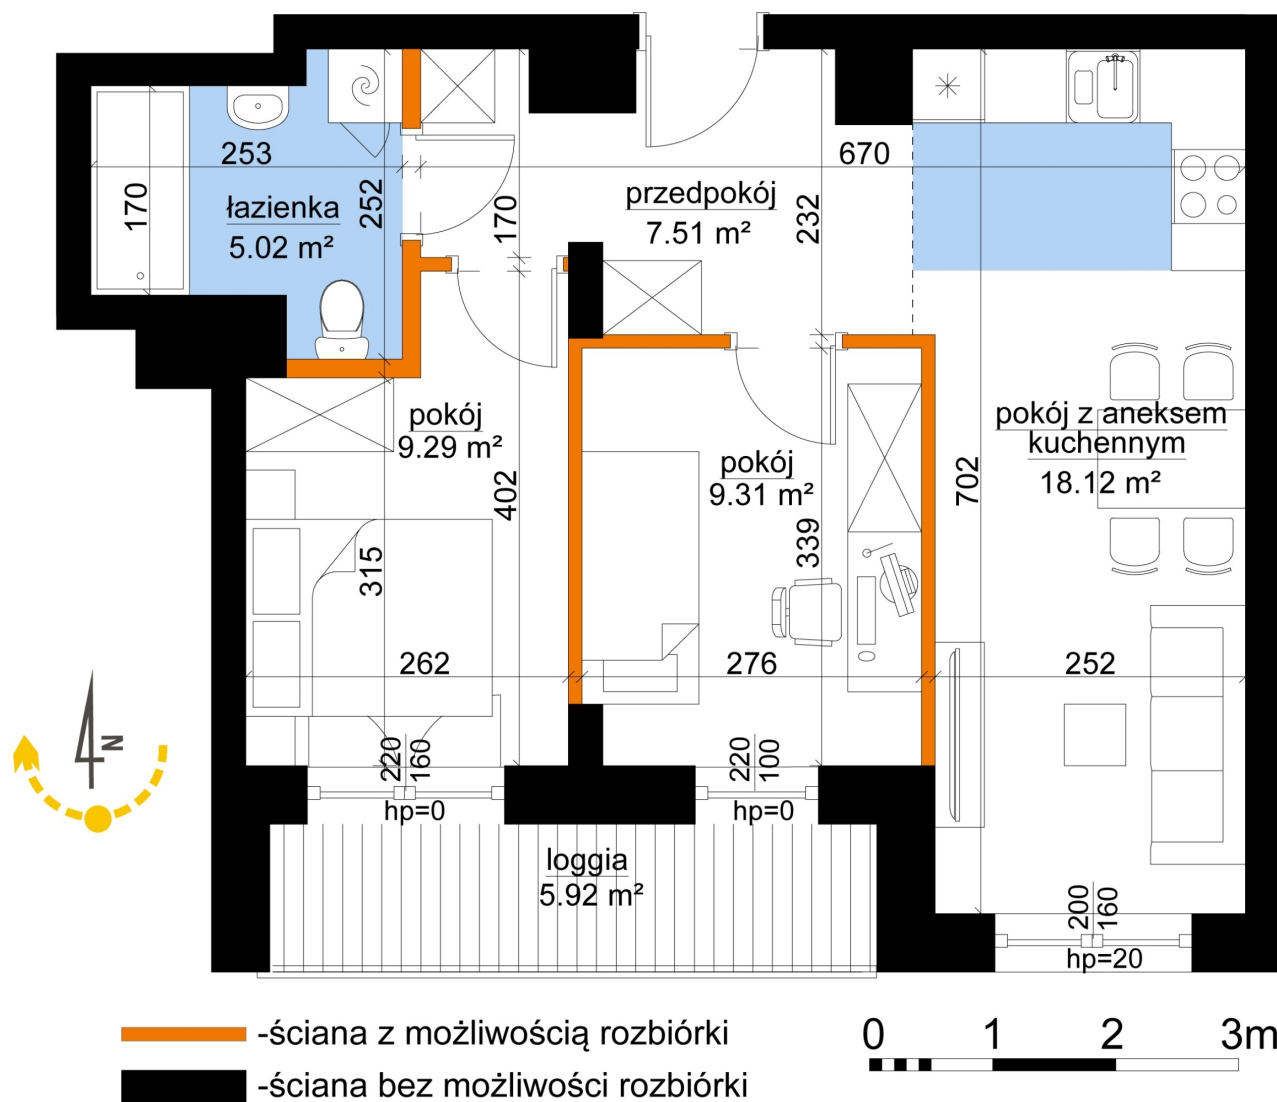 253
670
170
łazienka
5.02 m²
252
170
przedpokój
7.51 m²
232
pokój
9.29 m²
402
315
262
pokój
9.31 m²
339
276
pokój z aneksem
kuchennym
18.12 m²
702
252
220
160
hp=0
220
100
hp=0
200
160
hp=20
loggia
5.92 m²
N
-ściana z możliwością rozbiórki
-ściana bez możliwości rozbiórki
0 1 2 3m